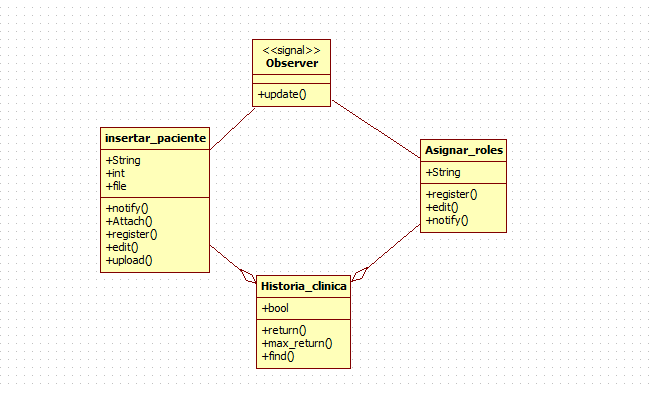 <<signal>>
Observer
+update()
insertar_paciente
+String
+int
+file
+notify()
+Attach()
+register()
+edit()
+upload()
Asignar_roles
+String
+register()
+edit()
+notify()
Historia_clinica
+bool
+return()
+max_return()
+find()